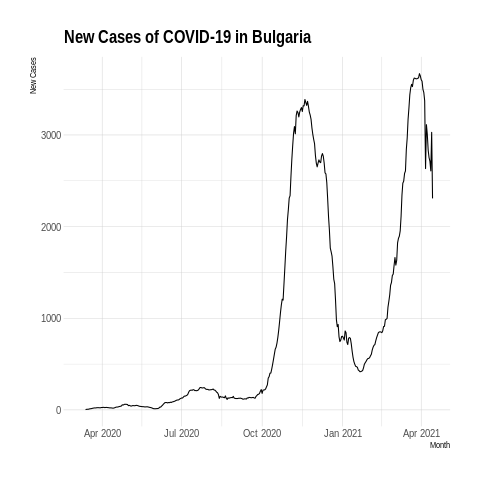 New Cases of COVID-19 in Bulgaria
New Cases
3000
2000
1000
0
Apr 2020 Jul 2020 Oct 2020 Jan 2021 Apr 2021
Month